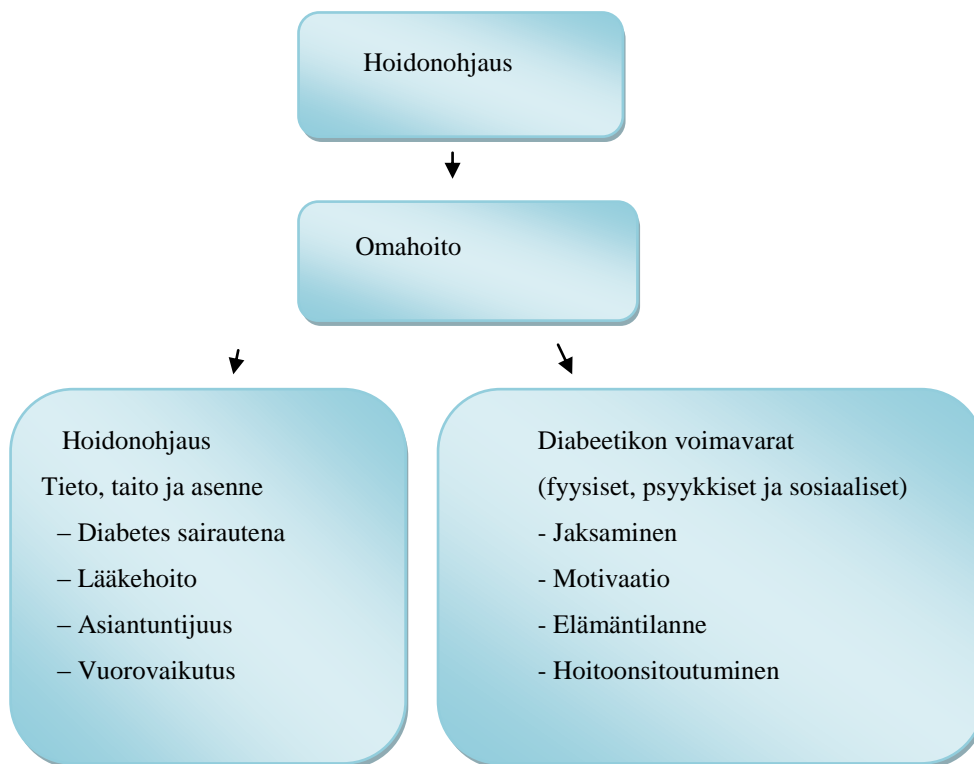 Hoidonohjaus
Omahoito
Hoidonohjaus
Tieto, taito ja asenne
– Diabetes sairautena
– Lääkehoito
– Asiantuntijuus
– Vuorovaikutus
Diabeetikon voimavarat
(fyysiset, psyykkiset ja sosiaaliset)
- Jaksaminen
- Motivaatio
- Elämäntilanne
- Hoitoonsitoutuminen